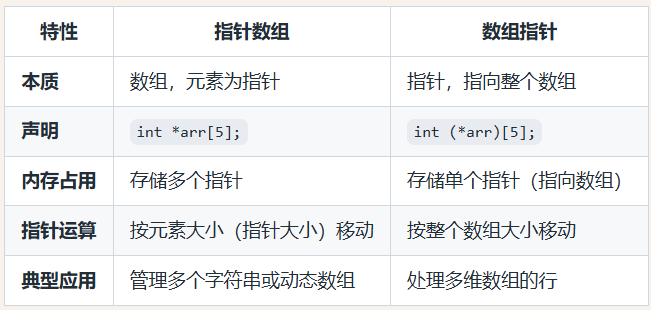 特性 指针数组 数组指针
本质 数组，元素为指针 指针，指向整个数组
声明 int *arr[5]; int (*arr)[5];
内存占用 存储多个指针 存储单个指针（指向数组）
指针运算 按元素大小（指针大小）移动 按整个数组大小移动
典型应用 管理多个字符串或动态数组 处理多维数组的行